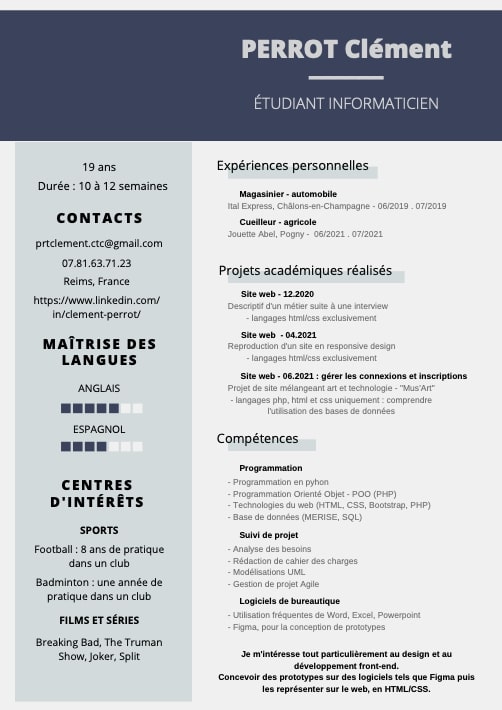 PERROT Clément
ÉTUDIANT INFORMATICIEN
19 ans
Durée : 10 à 12 semaines
CONTACTS
prtclement.ctc@gmail.com
07.81.63.71.23
Reims, France
https://www.linkedin.com/
in/clement-perrot/
MAÎTRISE DES
LANGUES
ANGLAIS
ESPAGNOL
CENTRES
D'INTÉRÊTS
SPORTS
Football : 8 ans de pratique
dans un club
Badminton : une année de
pratique dans un club
FILMS ET SÉRIES
Breaking Bad, The Truman
Show, Joker, Split
Expériences personnelles
Magasinier - automobile
Ital Express, Châlons-en-Champagne - 06/2019 . 07/2019
Cueilleur - agricole
Jouette Abel, Pogny - 06/2021 . 07/2021
Projets académiques réalisés
Site web - 12.2020
Descriptif d'un métier suite à une interview
- langages html/css exclusivement
Site web - 04.2021
Reproduction d'un site en responsive design
- langages html/css exclusivement
Site web - 06.2021 : gérer les connexions et inscriptions
Projet de site mélangeant art et technologie - "Mus'Art"
- langages php, html et css uniquement : comprendre
l'utilisation des bases de données
Compétences
Programmation
- Programmation en pyhon
- Programmation Orienté Objet - POO (PHP)
- Technologies du web (HTML, CSS, Bootstrap, PHP)
- Base de données (MERISE, SQL)
Suivi de projet
- Analyse des besoins
- Rédaction de cahier des charges
- Modélisations UML
- Gestion de projet Agile
Logiciels de bureautique
- Utilisation fréquentes de Word, Excel, Powerpoint
- Figma, pour la conception de prototypes
Je m'intéresse tout particulièrement au design et au
développement front-end.
Concevoir des prototypes sur des logiciels tels que Figma puis
les représenter sur le web, en HTML/CSS.